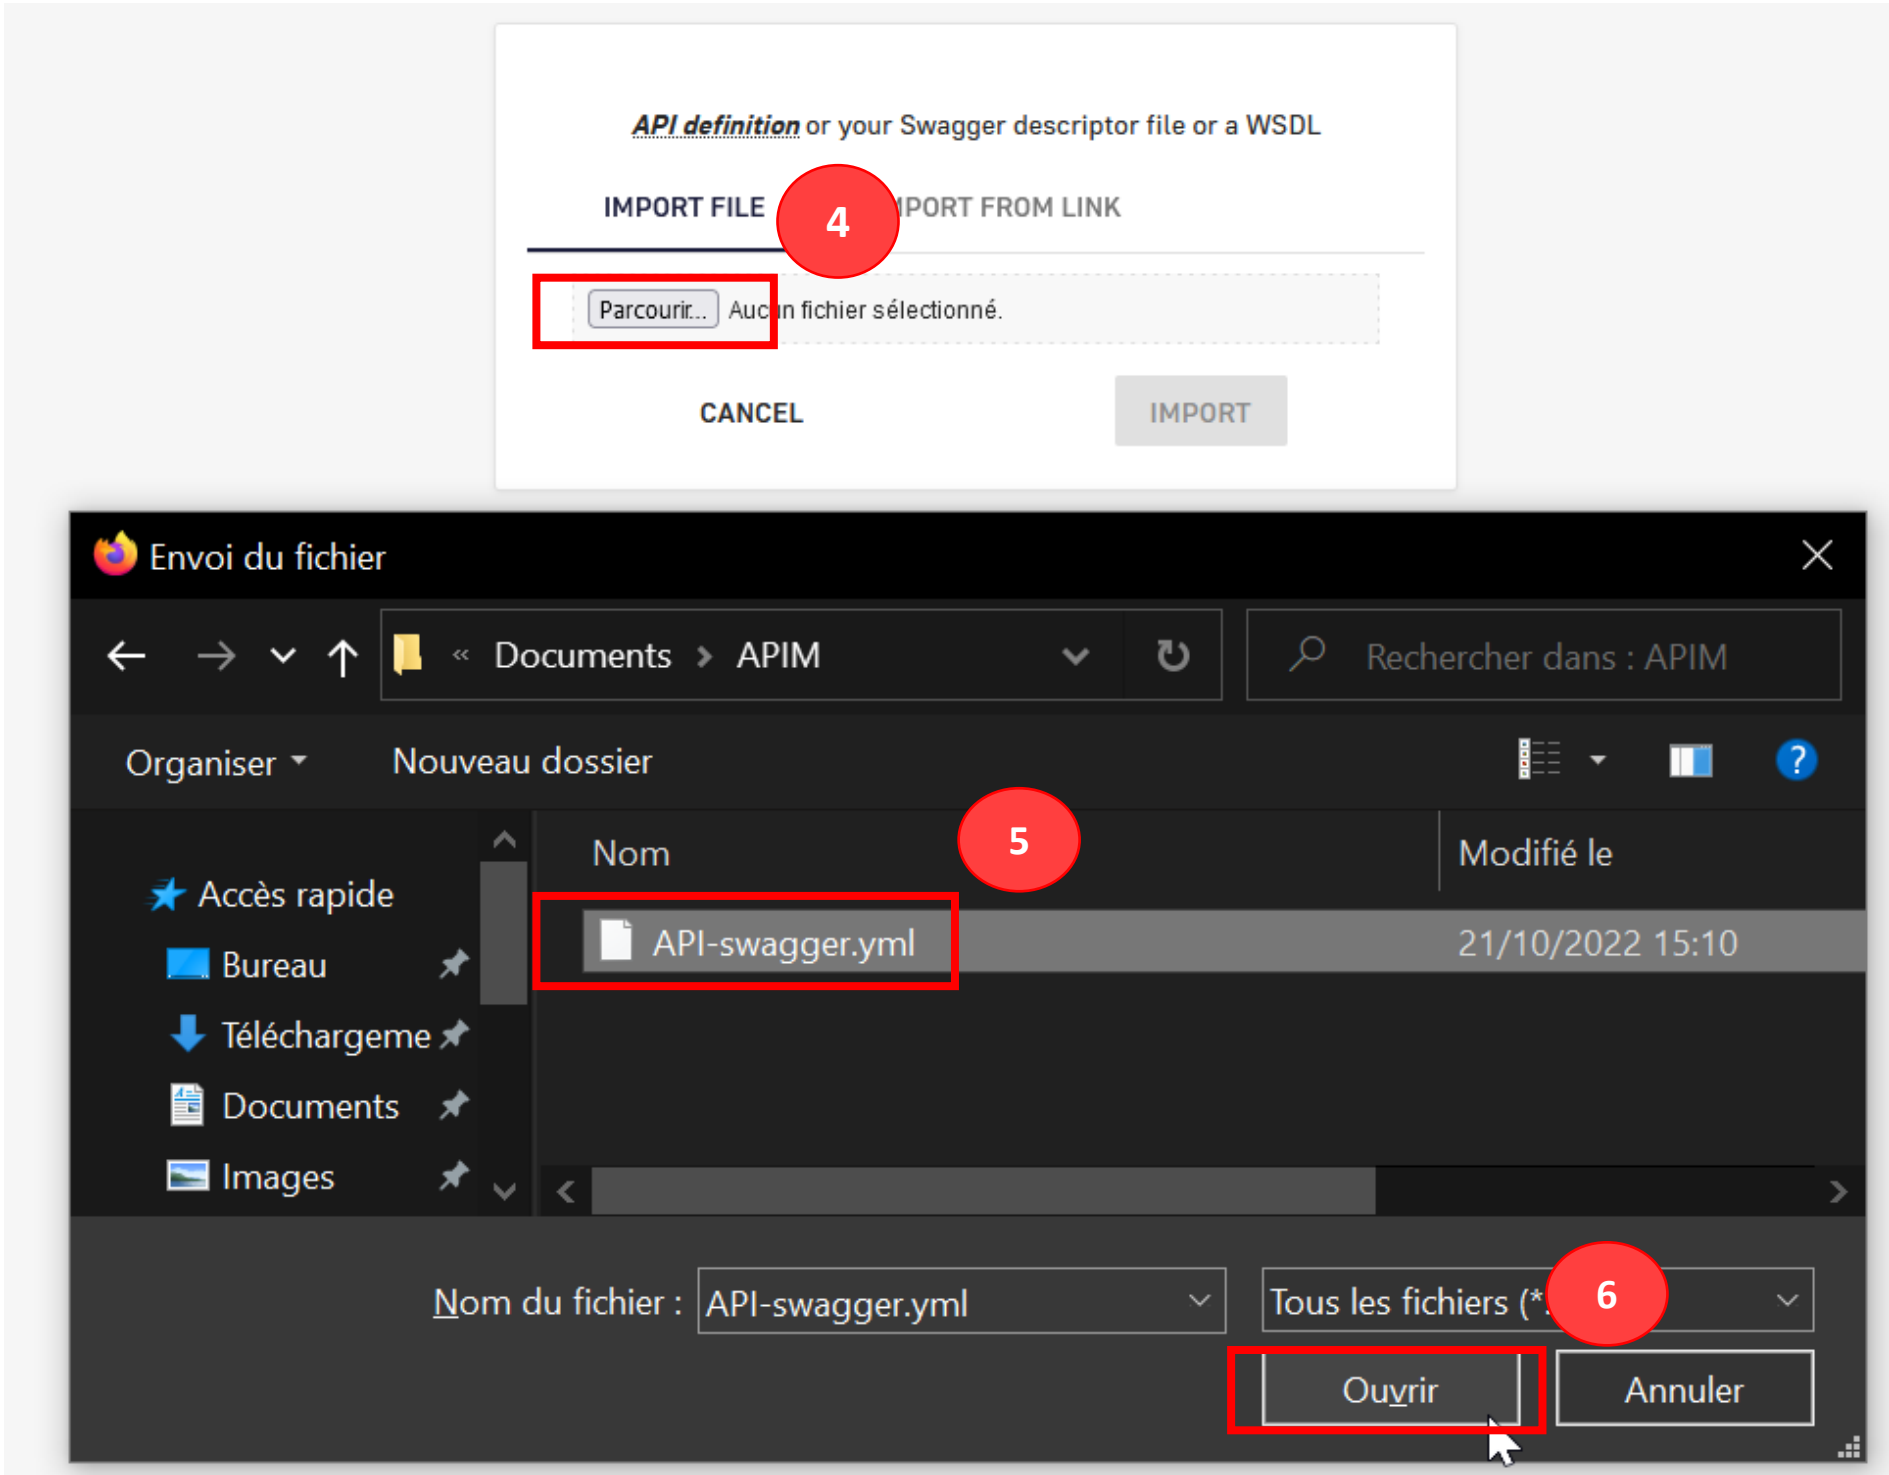 API definition or your Swagger descriptor file or a WSDL
IMPORT FILE
4
IMPORT FROM LINK
Parcourir... Aucun fichier sélectionné.
CANCEL
IMPORT
Envoi du fichier
« Documents > APIM
Rechercher dans : APIM
Organiser
Nouveau dossier
?
5
Nom
Modifié le
Accès rapide
API-swagger.yml
21/10/2022 15:10
Bureau
Téléchargeme
Documents
Images
Nom du fichier :
API-swagger.yml
Tous les fichiers (*.
6
Ouvrir
Annuler